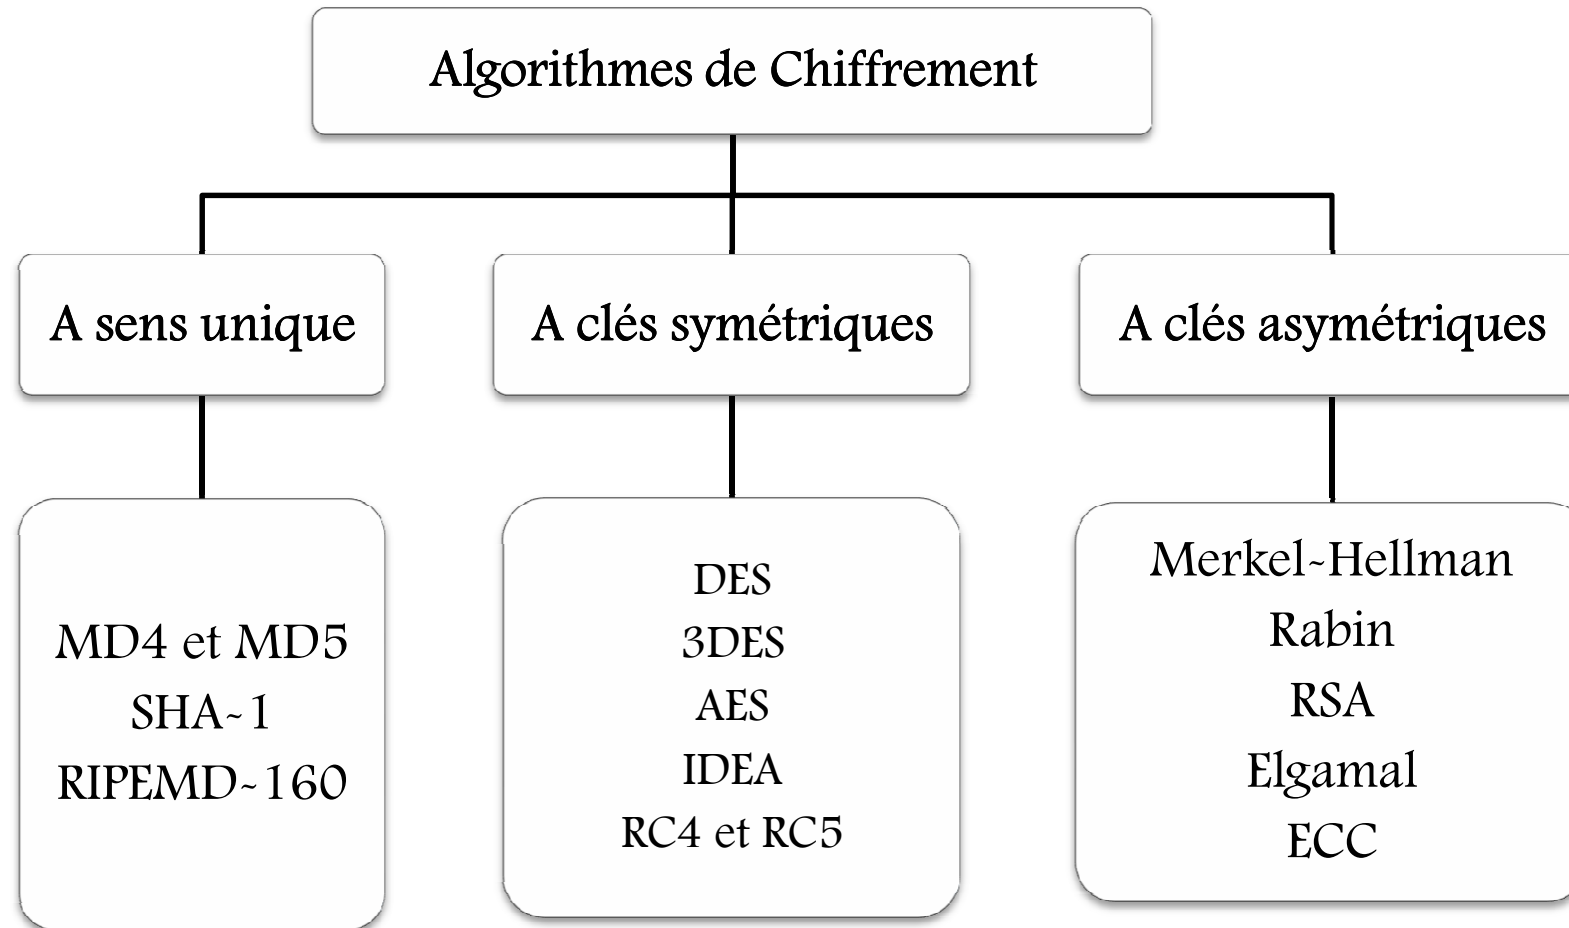 Algorithmes de Chiffrement
A sens unique
A clés symétriques
A clés asymétriques
MD4 et MD5
SHA-1
RIPEMD-160
DES
3DES
AES
IDEA
RC4 et RC5
Merkel-Hellman
Rabin
RSA
Elgamal
ECC